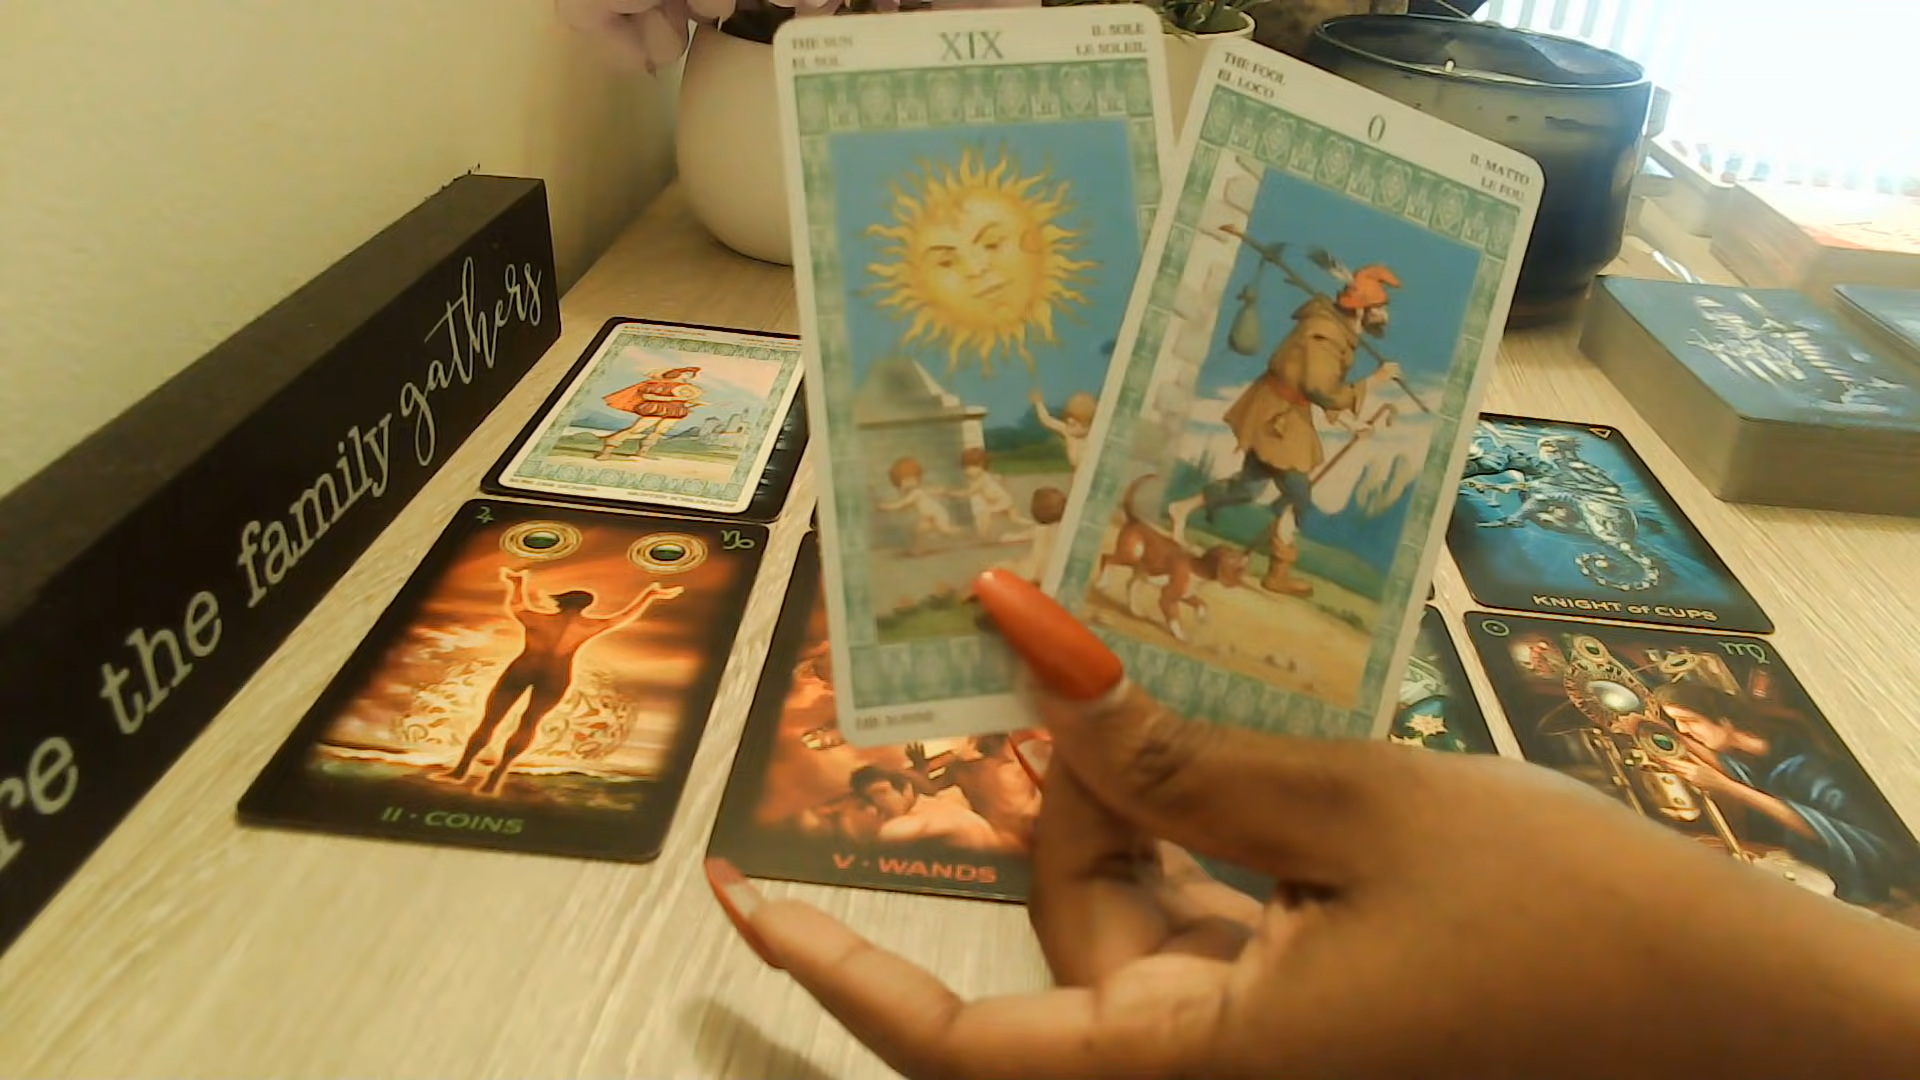 THE SUN
EL SOL
XIX
IL SOLE
LE SOLEIL
THE FOOL
EL LOCO
0
IL MATTO
LE FOU
re the family gathers
II · COINS
V · WANDS
KNIGHT of CUPS